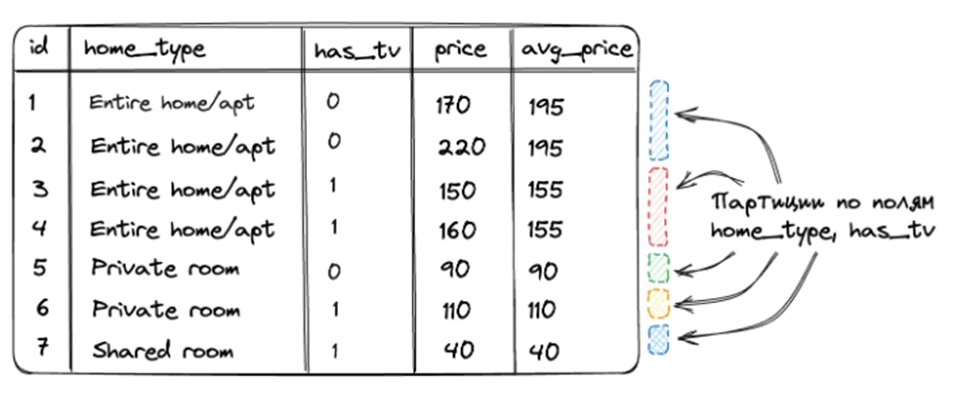 id home_type has_tv price avg_price
1 Entire home/apt 0 170 195
2 Entire home/apt 0 220 195
3 Entire home/apt 1 150 155
4 Entire home/apt 1 160 155
5 Private room 0 90 90
6 Private room 1 110 110
7 Shared room 1 40 40
Партиции по полям
home_type, has_tv